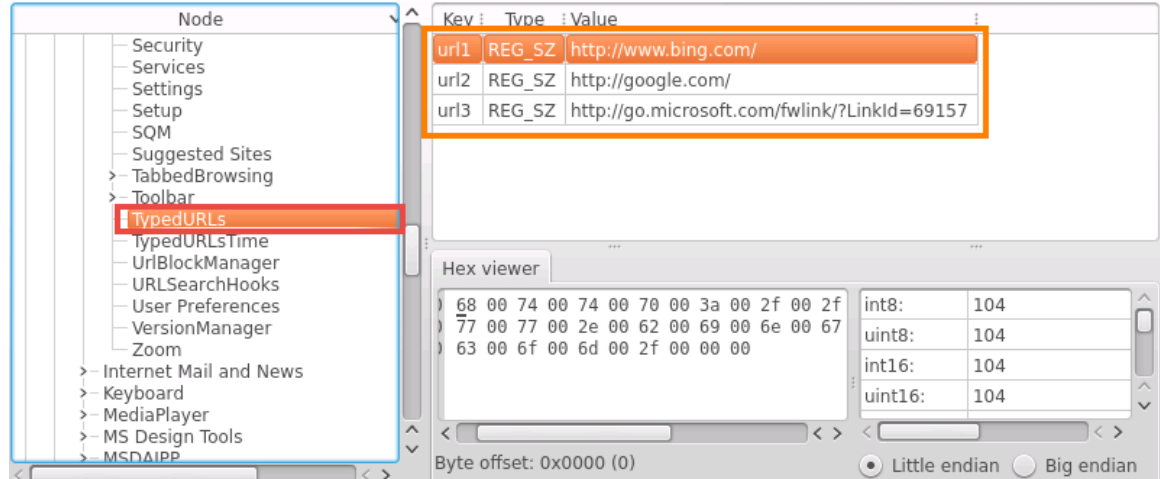 Node
Security
Services
Settings
Setup
SQM
Suggested Sites
TabbedBrowsing
Toolbar
TypedURLs
TypedURLsTime
UrlBlockManager
URLSearchHooks
User Preferences
VersionManager
Zoom
Internet Mail and News
Keyboard
MediaPlayer
MS Design Tools
MSDAIPP
Key Type Value
url1 REG_SZ http://www.bing.com/
url2 REG_SZ http://google.com/
url3 REG_SZ http://go.microsoft.com/fwlink/?LinkId=69157
Hex viewer
68 00 74 00 74 00 70 00 3a 00 2f 00 2f
77 00 77 00 2e 00 62 00 69 00 6e 00 67
63 00 6f 00 6d 00 2f 00 00 00
int8: 104
uint8: 104
int16: 104
uint16: 104
Byte offset: 0x0000 (0)
Little endian Big endian